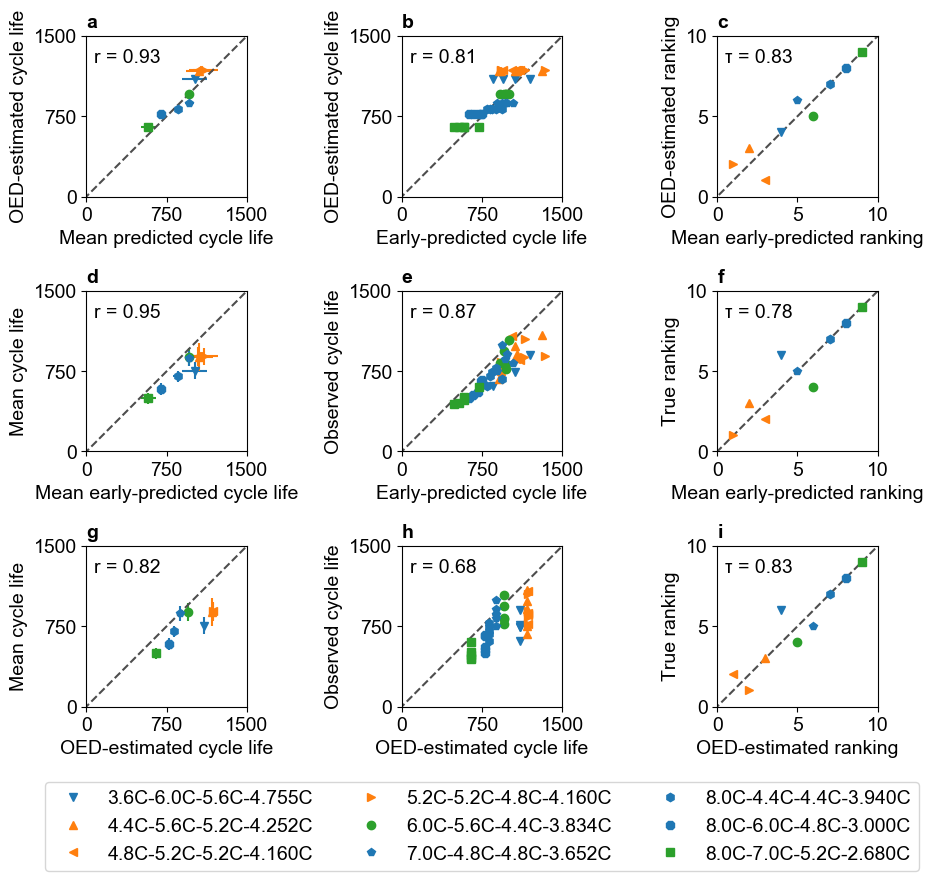 a
b
c
OED-estimated cycle life
1500
750
0
r = 0.93
0 750 1500
Mean predicted cycle life
OED-estimated cycle life
1500
750
0
r = 0.81
0 750 1500
Early-predicted cycle life
OED-estimated ranking
10
5
0
τ = 0.83
0 5 10
Mean early-predicted ranking
d
e
f
Mean cycle life
1500
750
0
r = 0.95
0 750 1500
Mean early-predicted cycle life
Observed cycle life
1500
750
0
r = 0.87
0 750 1500
Early-predicted cycle life
True ranking
10
5
0
τ = 0.78
0 5 10
Mean early-predicted ranking
g
h
i
Mean cycle life
1500
750
0
r = 0.82
0 750 1500
OED-estimated cycle life
Observed cycle life
1500
750
0
r = 0.68
0 750 1500
OED-estimated cycle life
True ranking
10
5
0
τ = 0.83
0 5 10
OED-estimated ranking
3.6C-6.0C-5.6C-4.755C
4.4C-5.6C-5.2C-4.252C
4.8C-5.2C-5.2C-4.160C
5.2C-5.2C-4.8C-4.160C
6.0C-5.6C-4.4C-3.834C
7.0C-4.8C-4.8C-3.652C
8.0C-4.4C-4.4C-3.940C
8.0C-6.0C-4.8C-3.000C
8.0C-7.0C-5.2C-2.680C